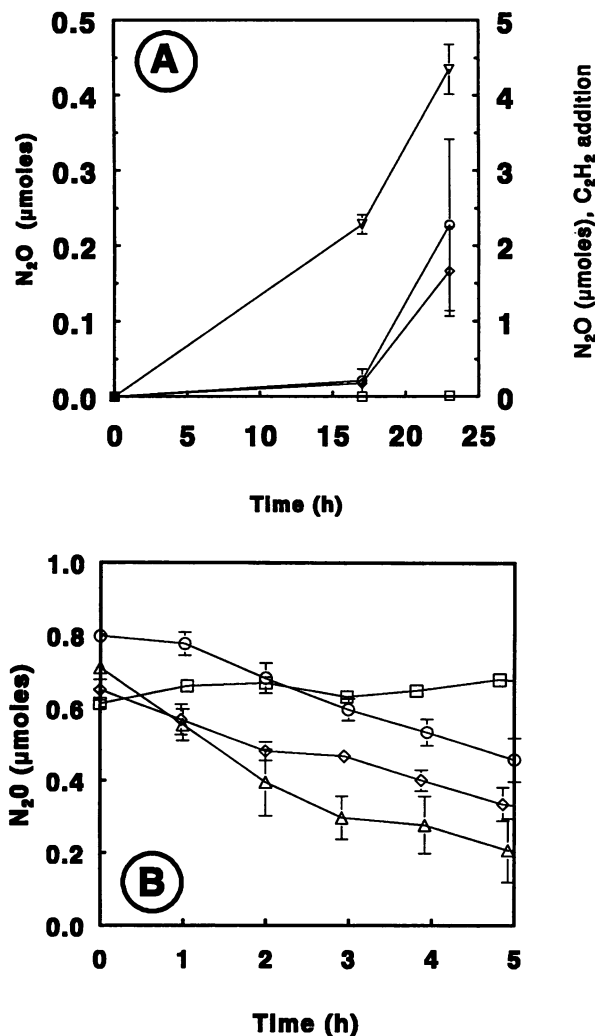 A
N₂O (µmoles)
0.5
0.4
0.3
0.2
0.1
0.0
5
4
3
2
1
0
N₂O (µmoles), C₂H₂ addition
0 5 10 15 20 25
Time (h)
B
N₂O (µmoles)
1.0
0.8
0.6
0.4
0.2
0.0
0 1 2 3 4 5
Time (h)